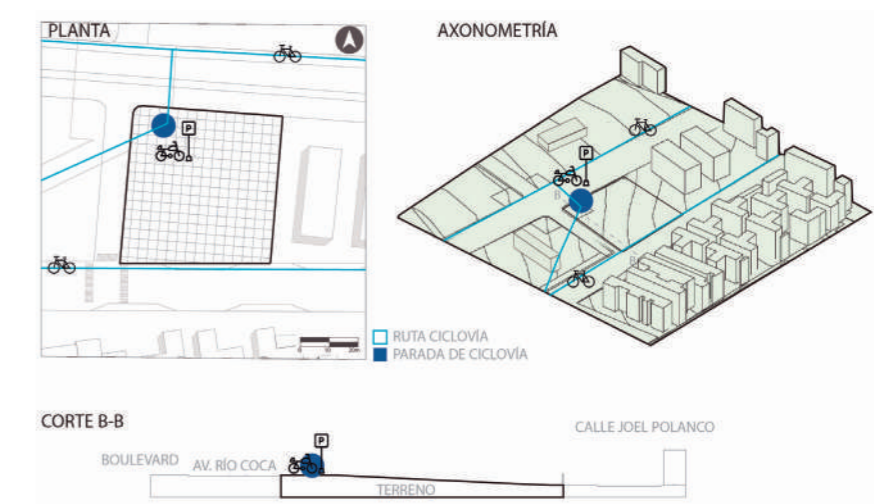 PLANTA
P
AXONOMETRÍA
P
B
RUTA CICLOVÍA
PARADA DE CICLOVÍA
CORTE B-B
P
BOULEVARD
AV. RÍO COCA
CALLE JOEL POLANCO
TERRENO